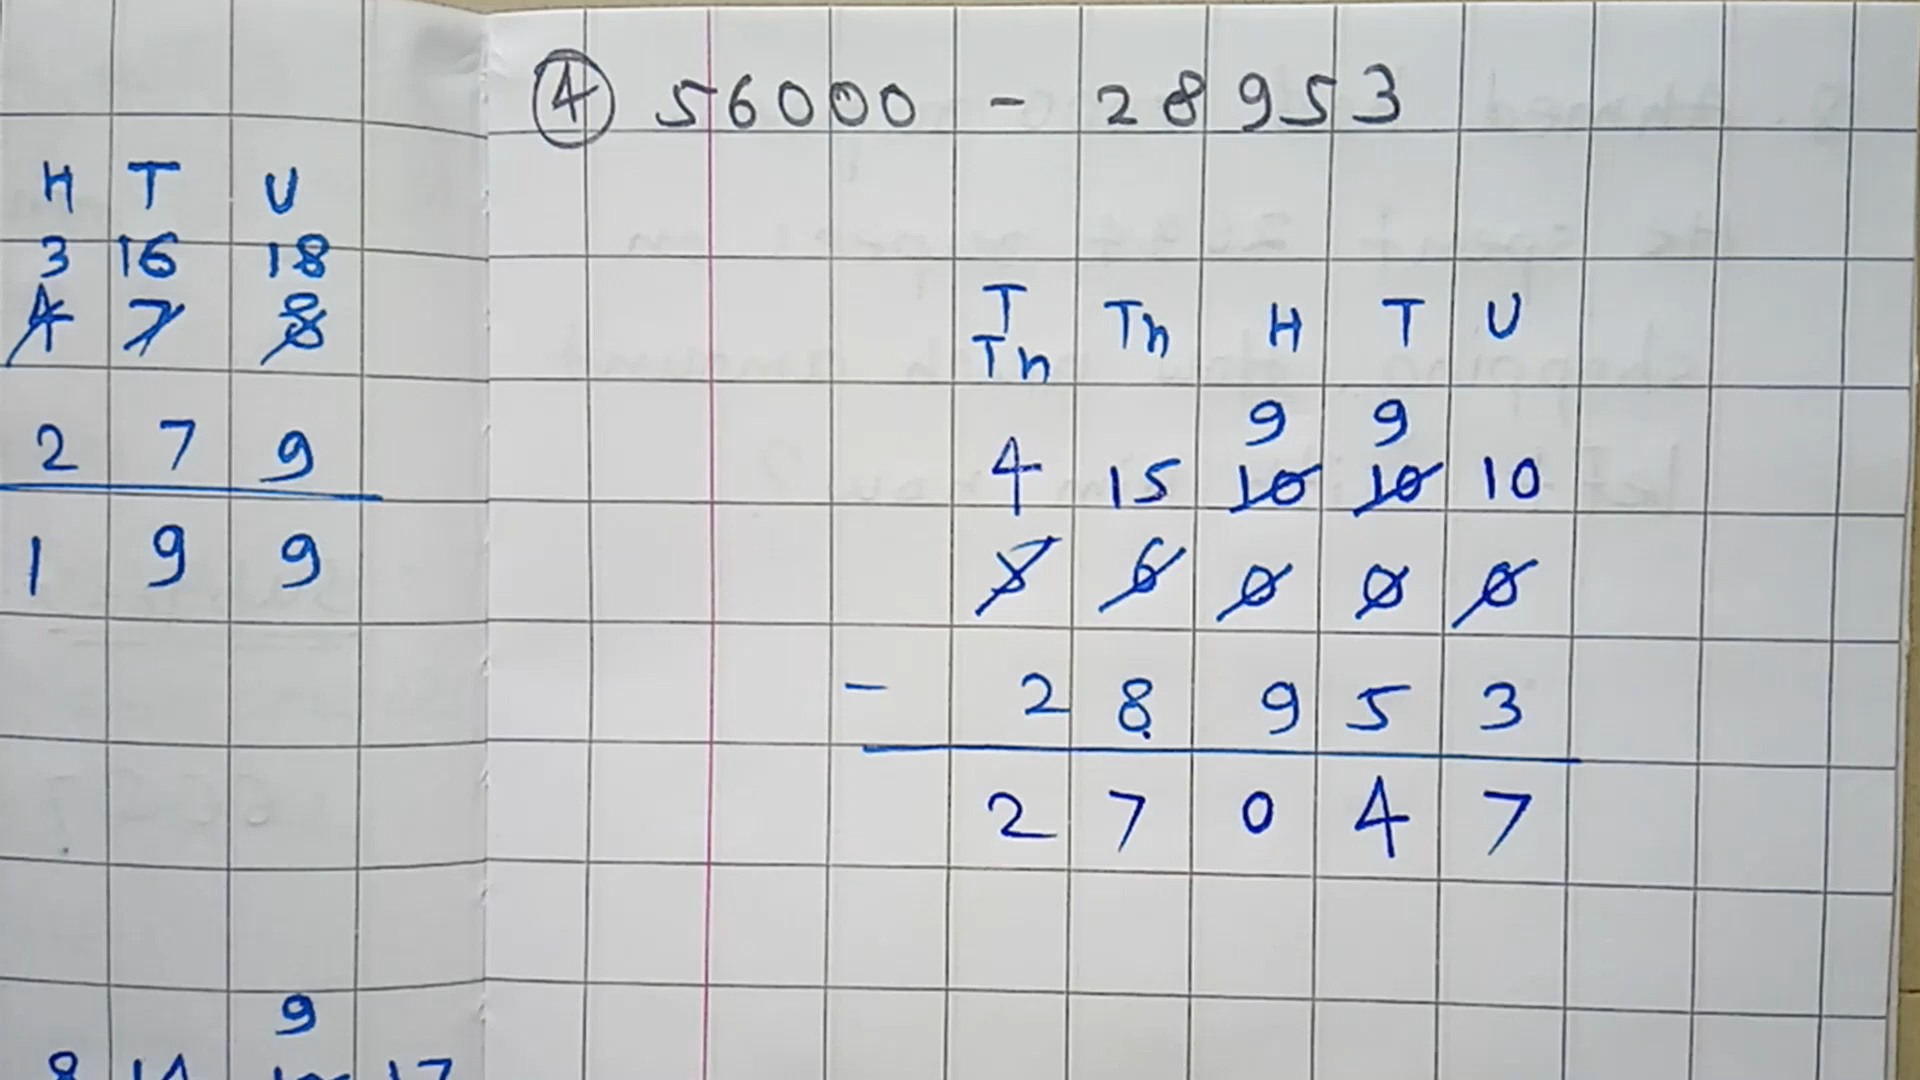 H T U
3 16 18
4 7 8
2 7 9
1 9 9
9
4 56000 - 28953
T Th Th H T U
9 9
4 15 10 10 10
5 6 0 0 0
- 2 8 9 5 3
2 7 0 4 7